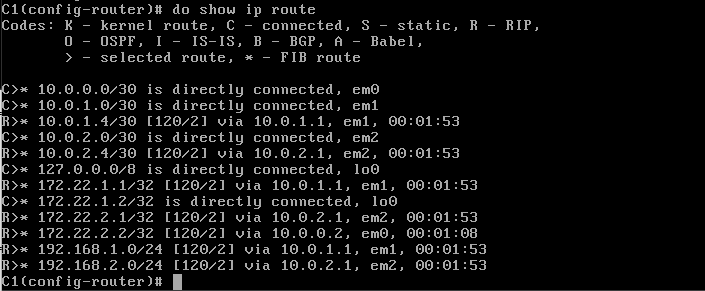 C1(config-router)# do show ip route
Codes: K - kernel route, C - connected, S - static, R - RIP,
O - OSPF, I - IS-IS, B - BGP, A - Babel,
> - selected route, * - FIB route
C>* 10.0.0.0/30 is directly connected, em0
C>* 10.0.1.0/30 is directly connected, em1
R>* 10.0.1.4/30 [120/2] via 10.0.1.1, em1, 00:01:53
C>* 10.0.2.0/30 is directly connected, em2
R>* 10.0.2.4/30 [120/2] via 10.0.2.1, em2, 00:01:53
C>* 127.0.0.0/8 is directly connected, lo0
R>* 172.22.1.1/32 [120/2] via 10.0.1.1, em1, 00:01:53
C>* 172.22.1.2/32 is directly connected, lo0
R>* 172.22.2.1/32 [120/2] via 10.0.2.1, em2, 00:01:53
R>* 172.22.2.2/32 [120/2] via 10.0.0.2, em0, 00:01:08
R>* 192.168.1.0/24 [120/2] via 10.0.1.1, em1, 00:01:53
R>* 192.168.2.0/24 [120/2] via 10.0.2.1, em2, 00:01:53
C1(config-router)#